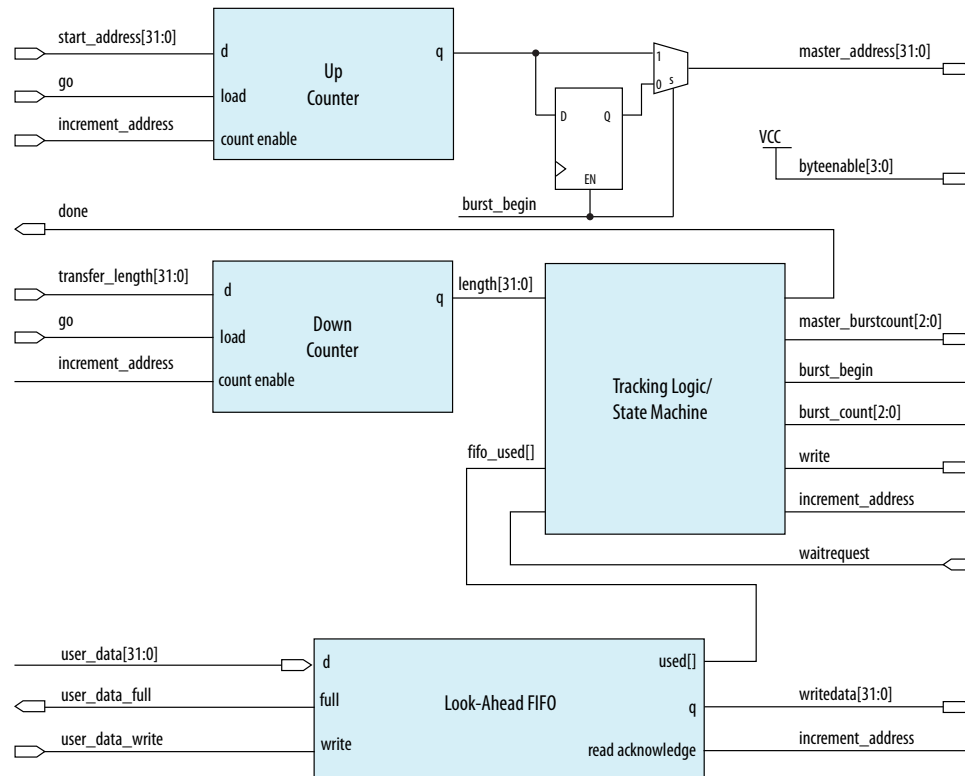 start_address[31:0]
d
q
go
load
increment_address
count enable
Up
Counter
1
0
s
D
Q
EN
burst_begin
master_address[31:0]
VCC
byteenable[3:0]
done
transfer_length[31:0]
d
q
go
load
increment_address
count enable
Down
Counter
length[31:0]
Tracking Logic/
State Machine
fifo_used[]
master_burstcount[2:0]
burst_begin
burst_count[2:0]
write
increment_address
waitrequest
user_data[31:0]
d
user_data_full
full
user_data_write
write
Look-Ahead FIFO
used[]
q
read acknowledge
writedata[31:0]
increment_address